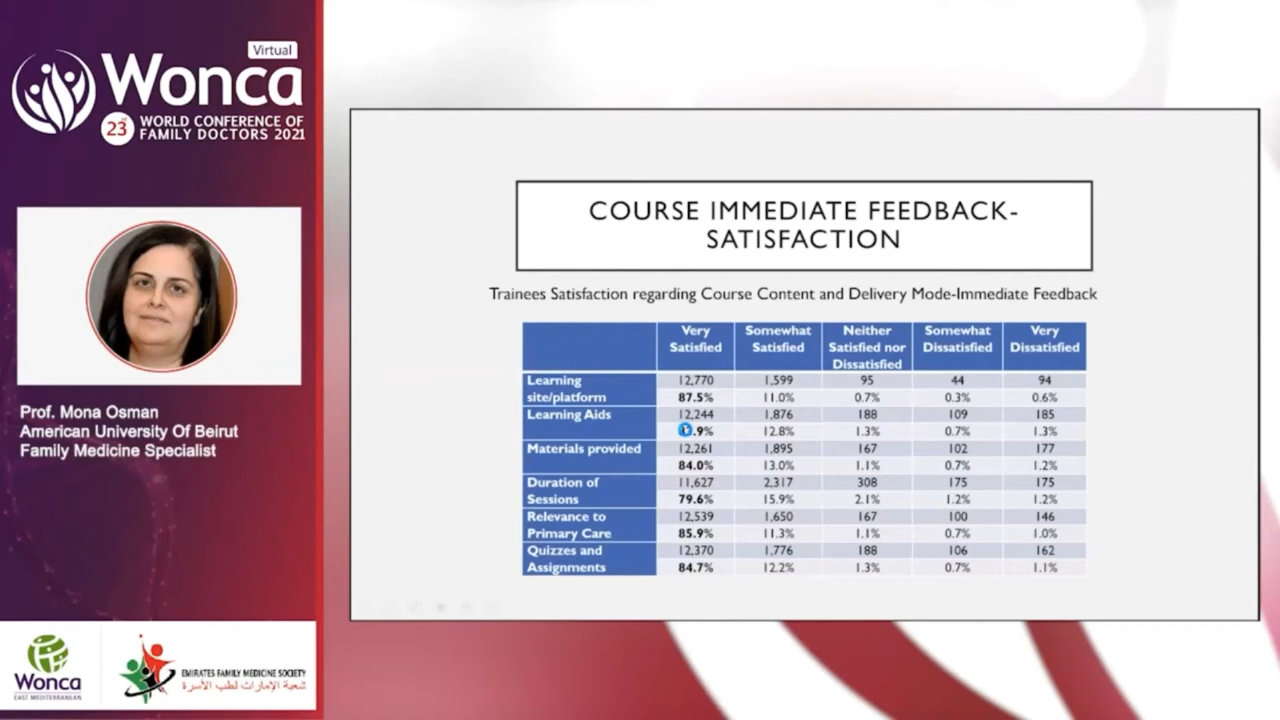 Virtual
Wonca
23 WORLD CONFERENCE OF
FAMILY DOCTORS 2021
Prof. Mona Osman
American University Of Beirut
Family Medicine Specialist
Wonca
EAST MEDITERRANEAN
EMIRATES FAMILY MEDICINE SOCIETY
شعبة الإمارات لطب الأسرة
COURSE IMMEDIATE FEEDBACK-
SATISFACTION
Trainees Satisfaction regarding Course Content and Delivery Mode-Immediate Feedback
Very Satisfied Somewhat Satisfied Neither Satisfied nor Dissatisfied Somewhat Dissatisfied Very Dissatisfied
Learning 12,770 1,599 95 44 94
site/platform 87.5% 11.0% 0.7% 0.3% 0.6%
Learning Aids 12,244 1,876 188 109 185
.9% 12.8% 1.3% 0.7% 1.3%
Materials provided 12,261 1,895 167 102 177
84.0% 13.0% 1.1% 0.7% 1.2%
Duration of 11,627 2,317 308 175 175
Sessions 79.6% 15.9% 2.1% 1.2% 1.2%
Relevance to 12,539 1,650 167 100 146
Primary Care 85.9% 11.3% 1.1% 0.7% 1.0%
Quizzes and 12,370 1,776 188 106 162
Assignments 84.7% 12.2% 1.3% 0.7% 1.1%